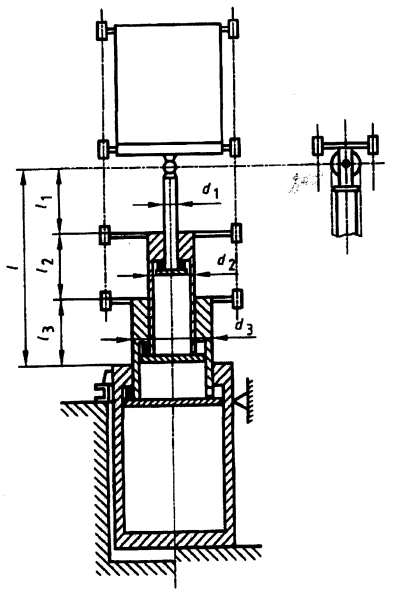 d₁
l₁
l
l₂
d₂
l₃
d₃